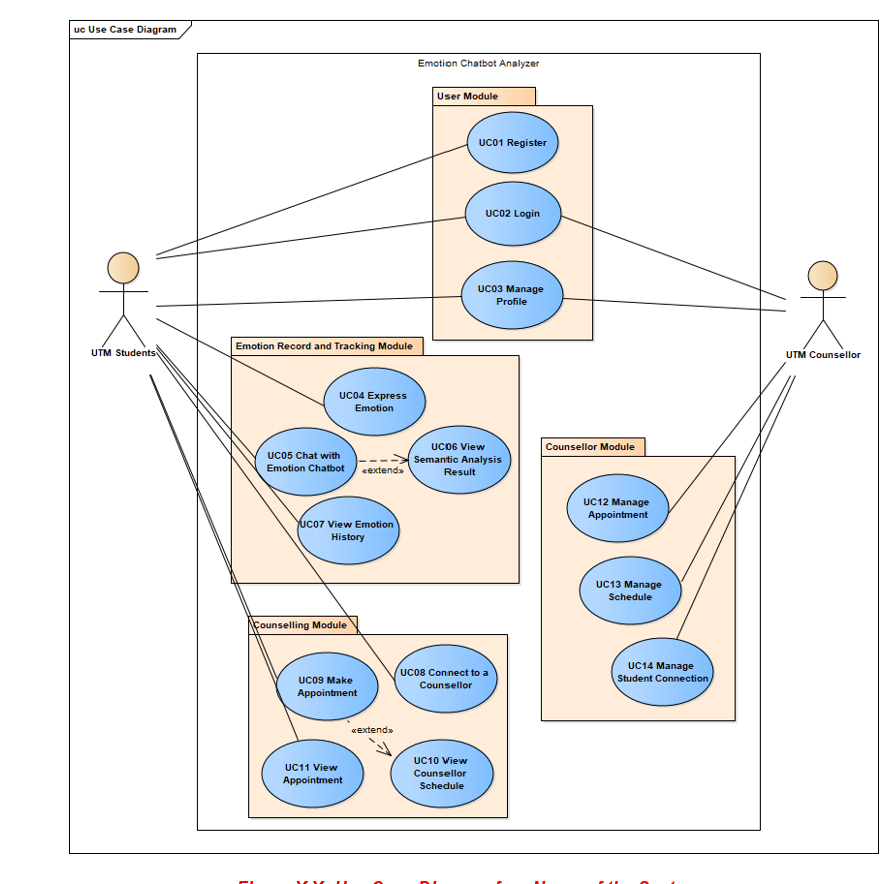 uc Use Case Diagram
Emotion Chatbot Analyzer
User Module
UC01 Register
UC02 Login
UC03 Manage
Profile
UTM Students
UTM Counsellor
Emotion Record and Tracking Module
UC04 Express
Emotion
UC05 Chat with
Emotion Chatbot
«extend»
UC06 View
Semantic Analysis
Result
UC07 View Emotion
History
Counsellor Module
UC12 Manage
Appointment
UC13 Manage
Schedule
UC14 Manage
Student Connection
Counselling Module
UC09 Make
Appointment
UC08 Connect to a
Counsellor
«extend»
UC11 View
Appointment
UC10 View
Counsellor
Schedule